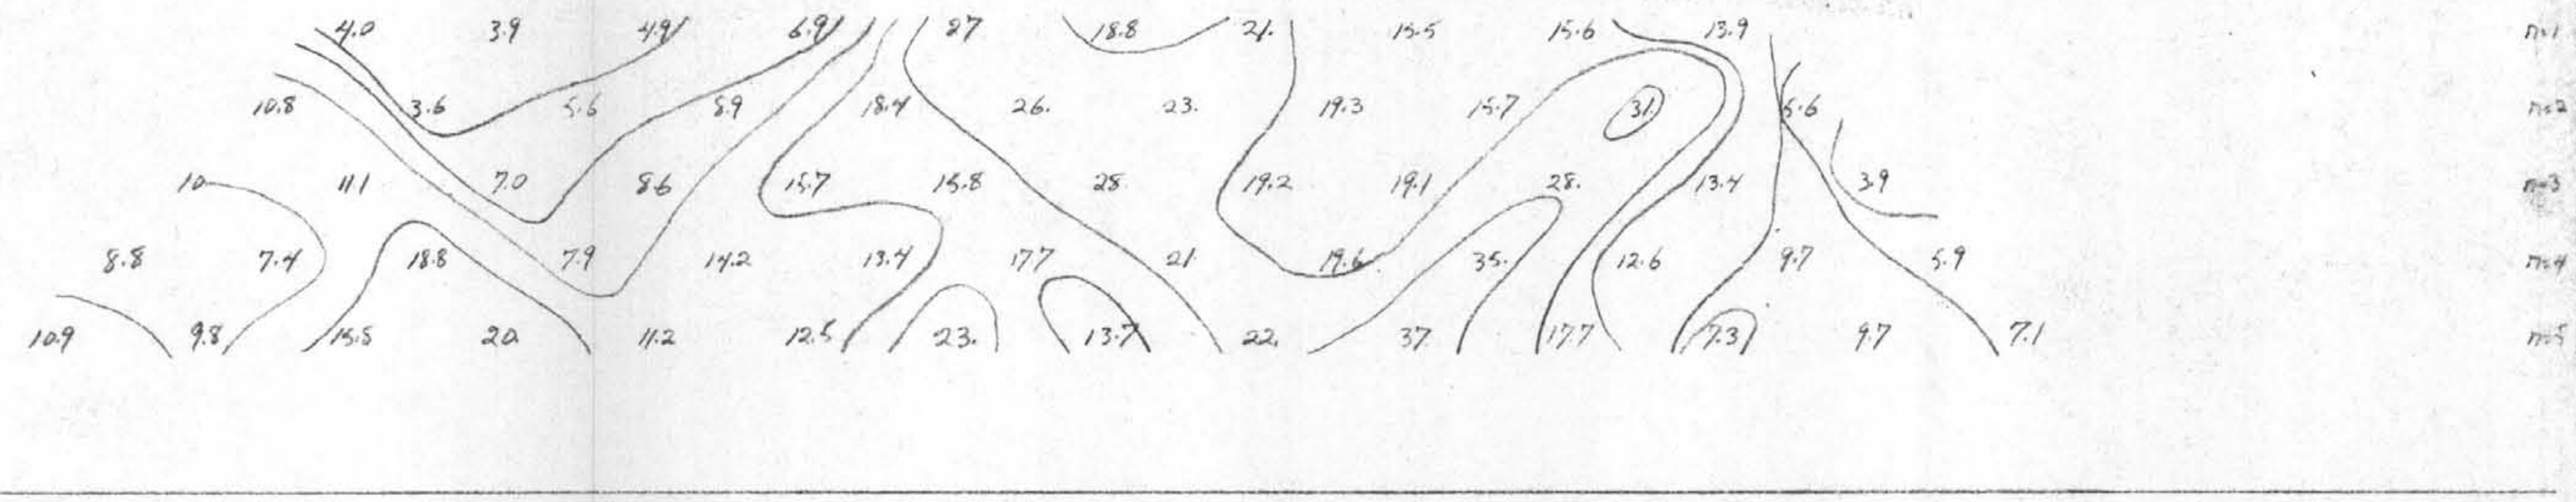 4.0 3.9 4.9 6.9 27 18.8 21. 15.5 15.6 13.9 n=1
10.8 3.6 5.6 8.9 18.4 26. 23. 19.3 15.7 31. 5.6 n=2
10 11.1 7.0 8.6 15.7 15.8 28. 19.2 19.1 28. 13.4 3.9 n=3
8.8 7.4 18.8 7.9 14.2 13.4 17.7 21. 19.6 35. 12.6 9.7 5.9 n=4
10.9 9.8 15.5 20. 11.2 12.5 23. 13.7 22. 37. 17.7 7.3 9.7 7.1 n=5